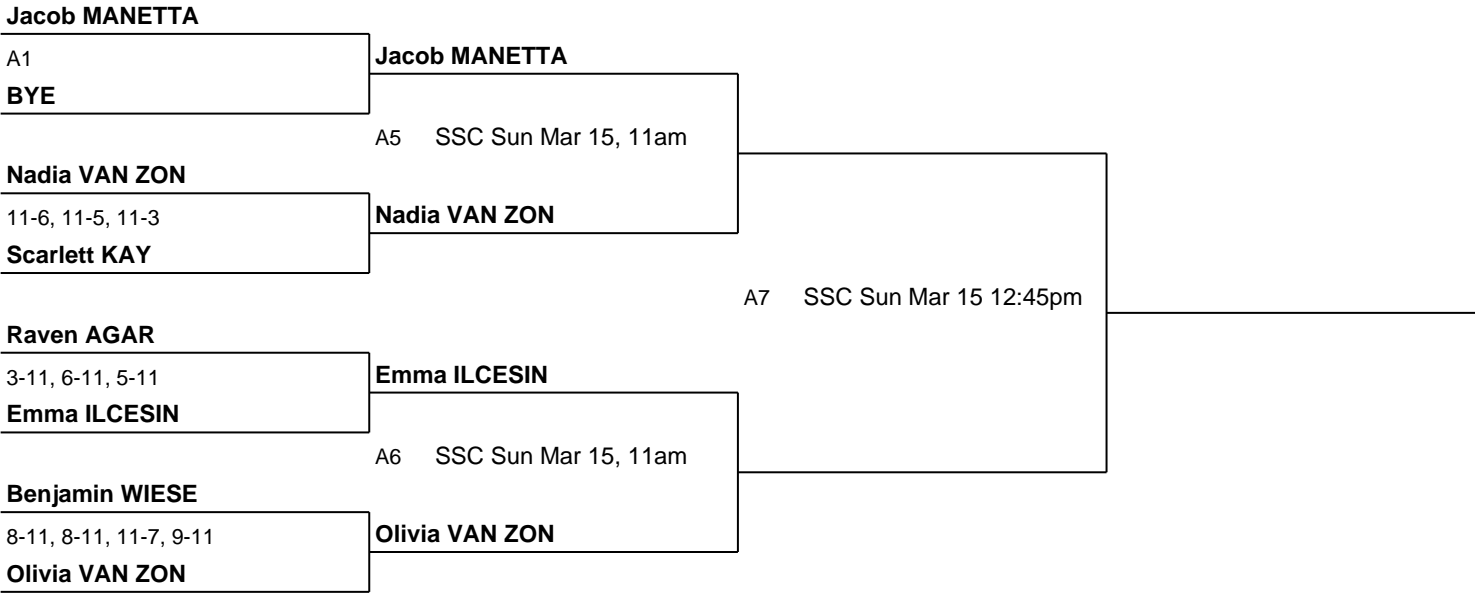 Jacob MANETTA
A1
Jacob MANETTA
BYE
A5 SSC Sun Mar 15, 11am
Nadia VAN ZON
11-6, 11-5, 11-3
Nadia VAN ZON
Scarlett KAY
A7 SSC Sun Mar 15 12:45pm
Raven AGAR
3-11, 6-11, 5-11
Emma ILCESIN
Emma ILCESIN
A6 SSC Sun Mar 15, 11am
Benjamin WIESE
8-11, 8-11, 11-7, 9-11
Olivia VAN ZON
Olivia VAN ZON